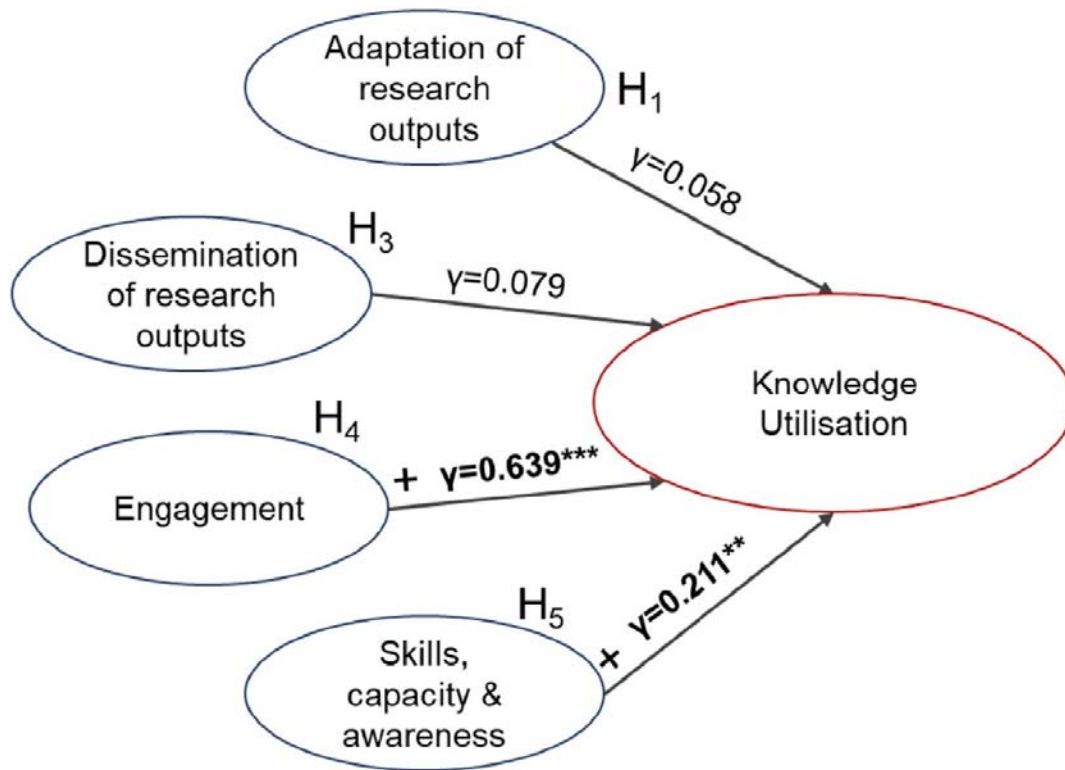 Adaptation of
research
outputs
H₁
γ=0.058
Dissemination
of research
outputs
H₃
γ=0.079
Engagement
H₄
+ γ=0.639***
Skills,
capacity &
awareness
H₅
+ γ=0.211**
Knowledge
Utilisation